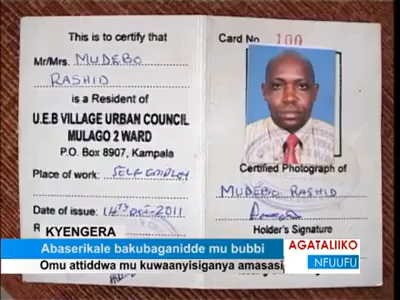 This is to certify that
Mr/Mrs. MUDEBO
RASHID
is a Resident of
U.E.B VILLAGE URBAN COUNCIL
MULAGO 2 WARD
P.O. Box 8907, Kampala
Place of work: SELF EMPLOY
Date of issue: 14th DEC 2011
Card No 100
Certified Photograph of
MUDEBO RASHID
Holder's Signature
KYENGERA
Abaserikale bakubaganidde mu bubbi
Omu attiddwa mu kuwaanyisiganya amasasi
AGATALIIKO
NFUUFU